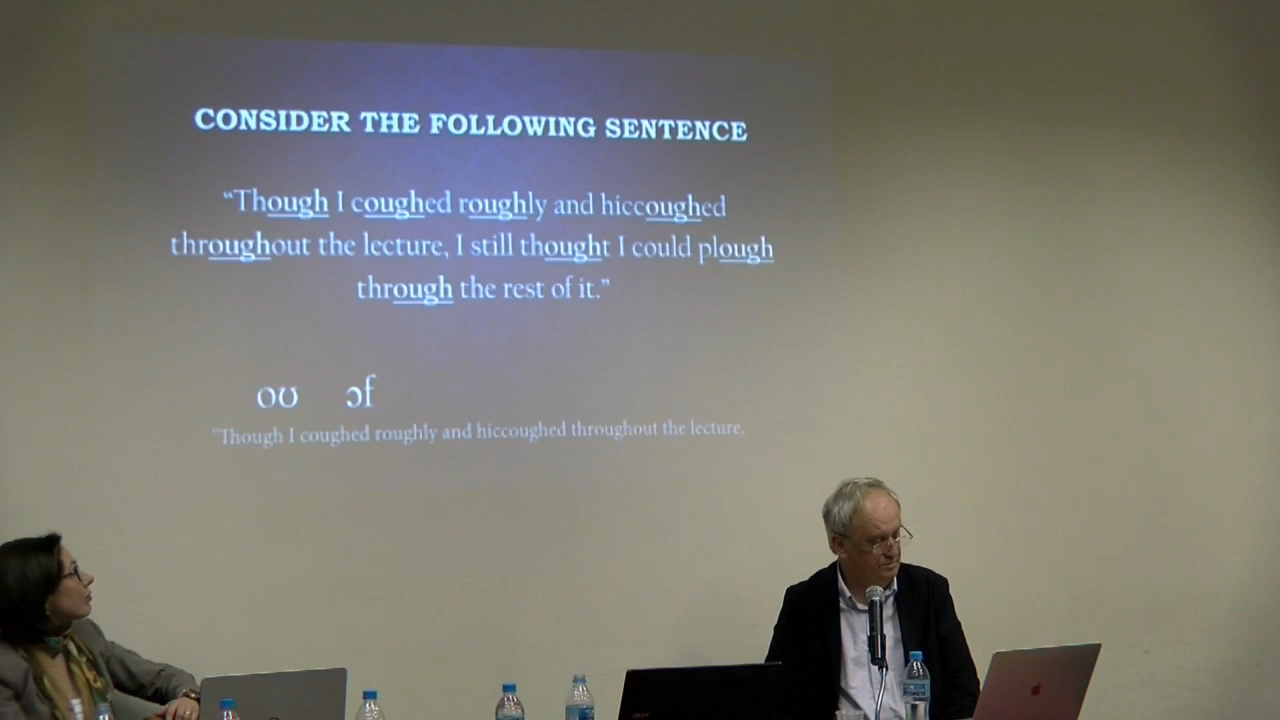 CONSIDER THE FOLLOWING SENTENCE
“Though I coughed roughly and hiccoughed
throughout the lecture, I still thought I could plough
through the rest of it.”
oʊ ɔf
“Though I coughed roughly and hiccoughed throughout the lecture,
acer